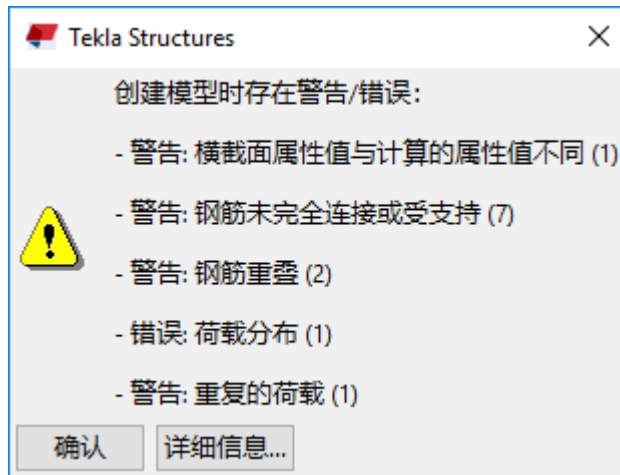 Tekla Structures
创建模型时存在警告/错误:
- 警告: 横截面属性值与计算的属性值不同 (1)
- 警告: 钢筋未完全连接或受支持 (7)
- 警告: 钢筋重叠 (2)
- 错误: 荷载分布 (1)
- 警告: 重复的荷载 (1)
确认
详细信息...